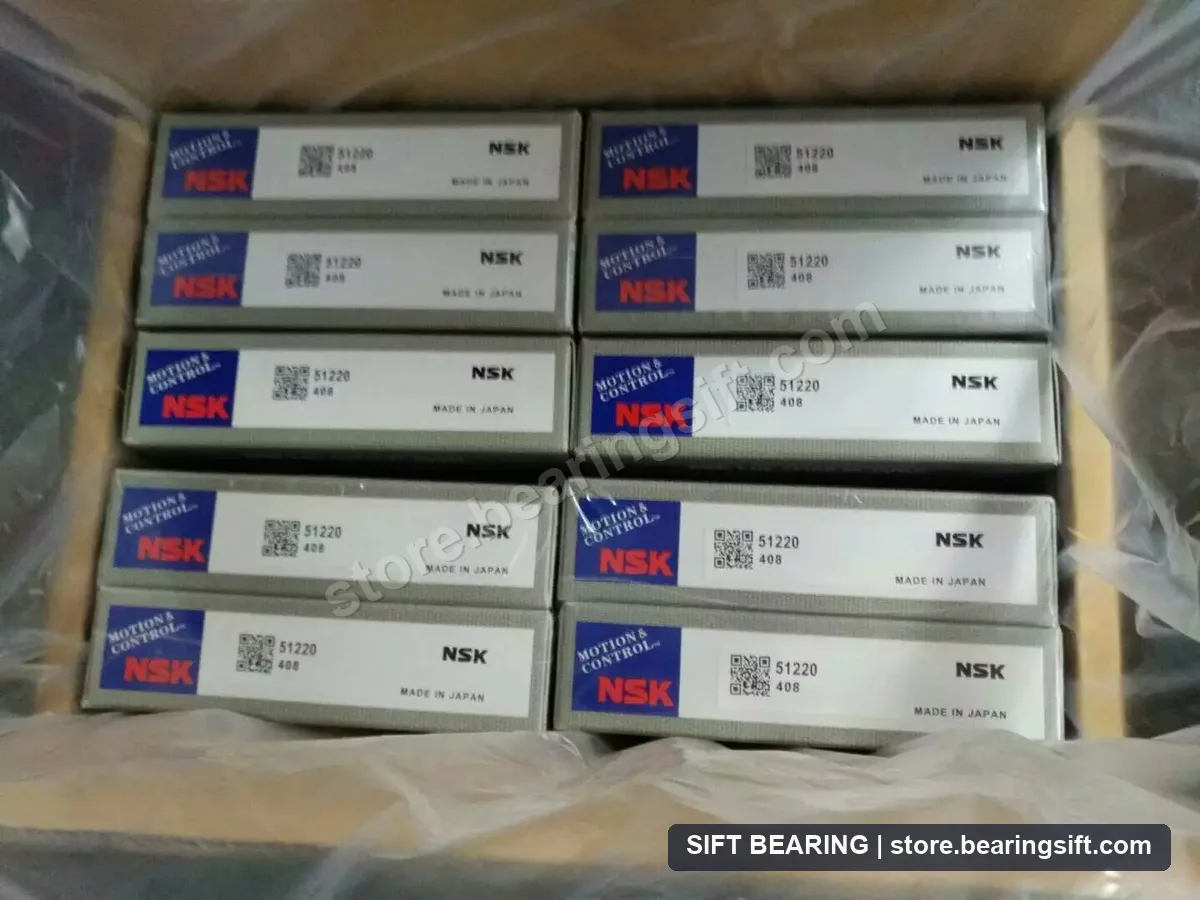 MOTION &
CONTROL
NSK
51220
408
NSK
MADE IN JAPAN
MOTION &
CONTROL
NSK
51220
408
NSK
MADE IN JAPAN
MOTION &
CONTROL
NSK
51220
408
NSK
MADE IN JAPAN
MOTION &
CONTROL
NSK
51220
408
NSK
MADE IN JAPAN
MOTION &
CONTROL
NSK
51220
408
NSK
MADE IN JAPAN
MOTION &
CONTROL
NSK
51220
408
NSK
MADE IN JAPAN
MOTION &
CONTROL
NSK
51220
408
NSK
MADE IN JAPAN
MOTION &
CONTROL
NSK
51220
408
NSK
MADE IN JAPAN
MOTION &
CONTROL
NSK
51220
408
NSK
MADE IN JAPAN
MOTION &
CONTROL
NSK
51220
408
NSK
MADE IN JAPAN
store.bearingsift.com
SIFT BEARING | store.bearingsift.com